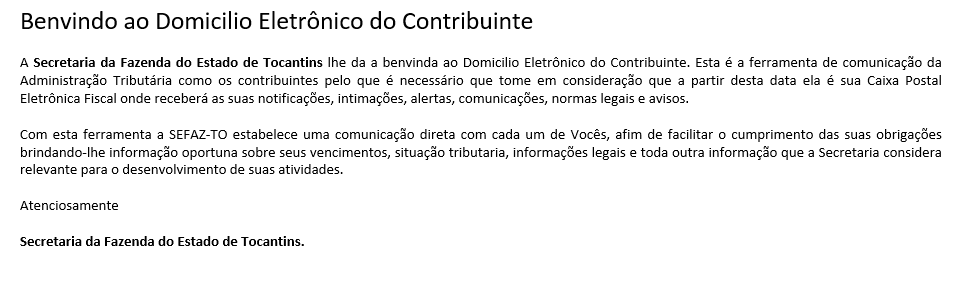 Benvindo ao Domicilio Eletrônico do Contribuinte
A Secretaria da Fazenda do Estado de Tocantins lhe da a benvinda ao Domicilio Eletrônico do Contribuinte. Esta é a ferramenta de comunicação da
Administração Tributária como os contribuintes pelo que é necessário que tome em consideração que a partir desta data ela é sua Caixa Postal
Eletrônica Fiscal onde receberá as suas notificações, intimações, alertas, comunicações, normas legais e avisos.
Com esta ferramenta a SEFAZ-TO estabelece uma comunicação direta com cada um de Vocês, afim de facilitar o cumprimento das suas obrigações
brindando-lhe informação oportuna sobre seus vencimentos, situação tributaria, informações legais e toda outra informação que a Secretaria considera
relevante para o desenvolvimento de suas atividades.
Atenciosamente
Secretaria da Fazenda do Estado de Tocantins.